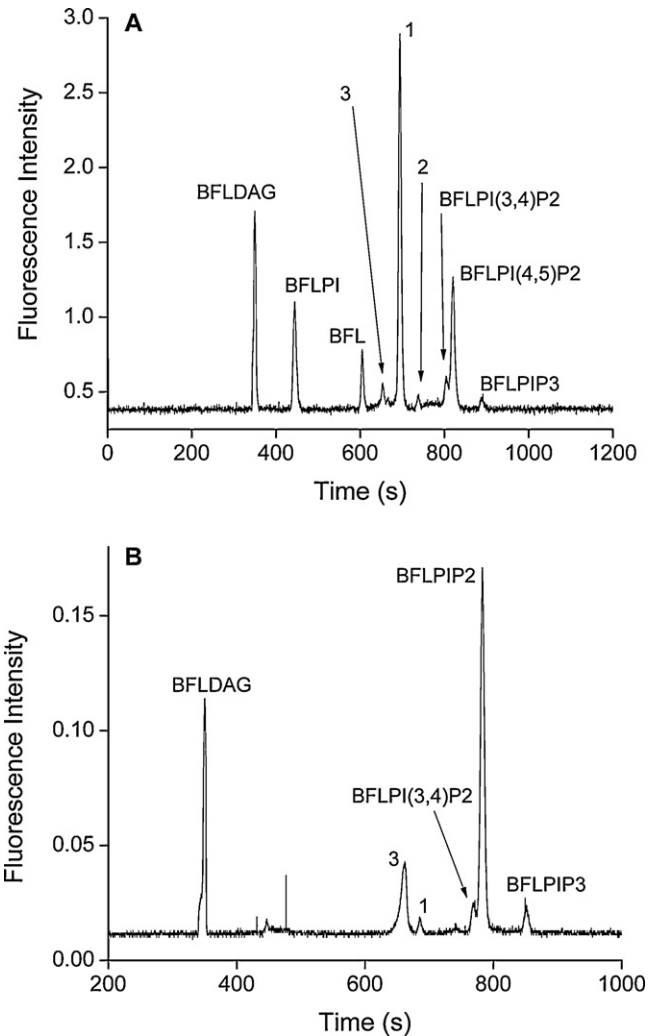 A
3.0
2.5
2.0
1.5
1.0
0.5
Fluorescence Intensity
1
3
2
BFLDAG
BFLPI(3,4)P2
BFLPI
BFLPI(4,5)P2
BFL
BFLPIP3
0 200 400 600 800 1000 1200
Time (s)
B
0.15
0.10
0.05
0.00
Fluorescence Intensity
BFLPIP2
BFLDAG
BFLPI(3,4)P2
3
1
BFLPIP3
200 400 600 800 1000
Time (s)